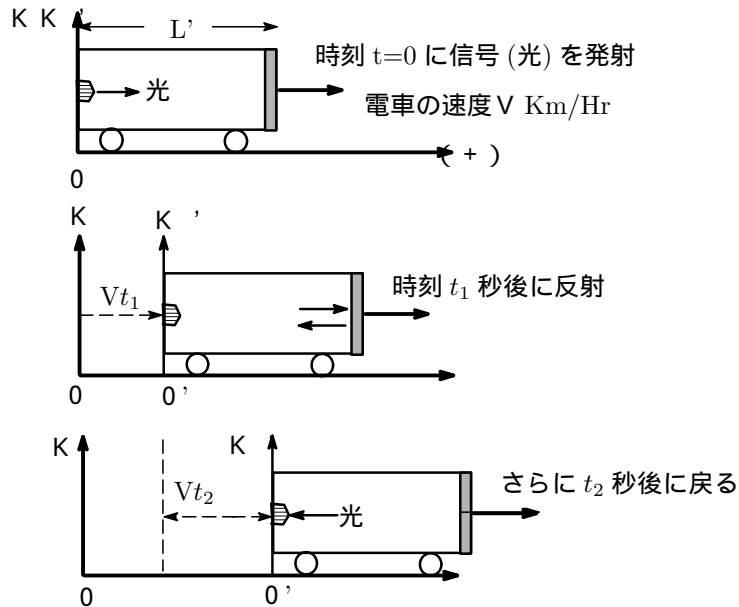 K K ’
L’
時刻 t=0 に信号 (光) を発射
光
電車の速度 V Km/Hr
( + )
0
K K ’
Vt₁
時刻 t₁ 秒後に反射
0 0’
K K
Vt₂
さらに t₂ 秒後に戻る
光
0 0’